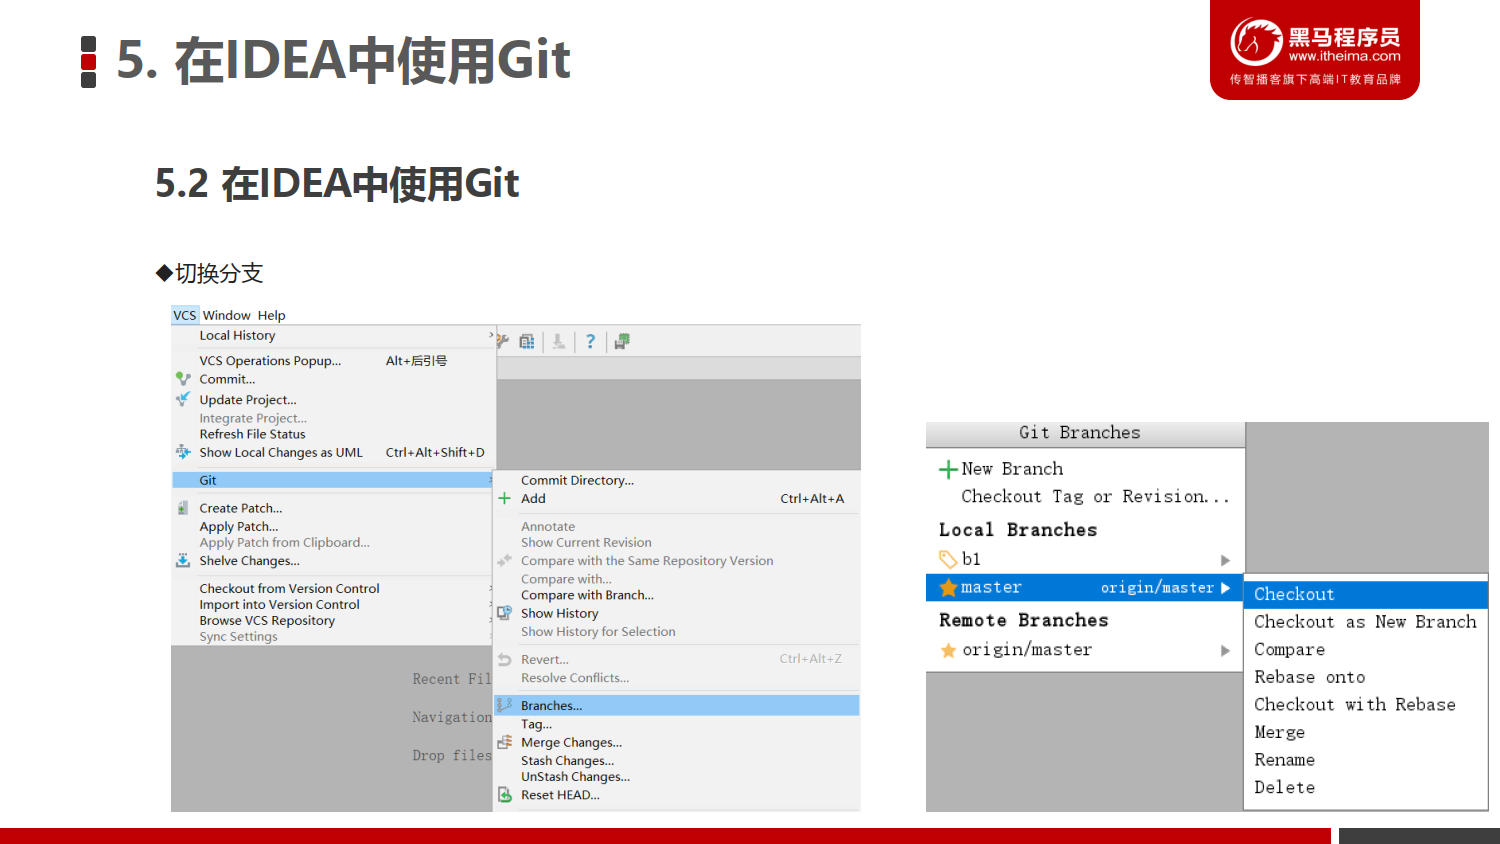 5. 在IDEA中使用Git
黑马程序员
www.itheima.com
传智播客旗下高端IT教育品牌
5.2 在IDEA中使用Git
◆切换分支
VCS Window Help
Local History
VCS Operations Popup... Alt+后引号
Commit...
Update Project...
Integrate Project...
Refresh File Status
Show Local Changes as UML Ctrl+Alt+Shift+D
Git
Create Patch...
Apply Patch...
Apply Patch from Clipboard...
Shelve Changes...
Checkout from Version Control
Import into Version Control
Browse VCS Repository
Sync Settings
Recent Fil
Navigation
Drop files
Commit Directory...
Add Ctrl+Alt+A
Annotate
Show Current Revision
Compare with the Same Repository Version
Compare with...
Compare with Branch...
Show History
Show History for Selection
Revert... Ctrl+Alt+Z
Resolve Conflicts...
Branches...
Tag...
Merge Changes...
Stash Changes...
UnStash Changes...
Reset HEAD...
Git Branches
New Branch
Checkout Tag or Revision...
Local Branches
b1
master origin/master
Remote Branches
origin/master
Checkout
Checkout as New Branch
Compare
Rebase onto
Checkout with Rebase
Merge
Rename
Delete